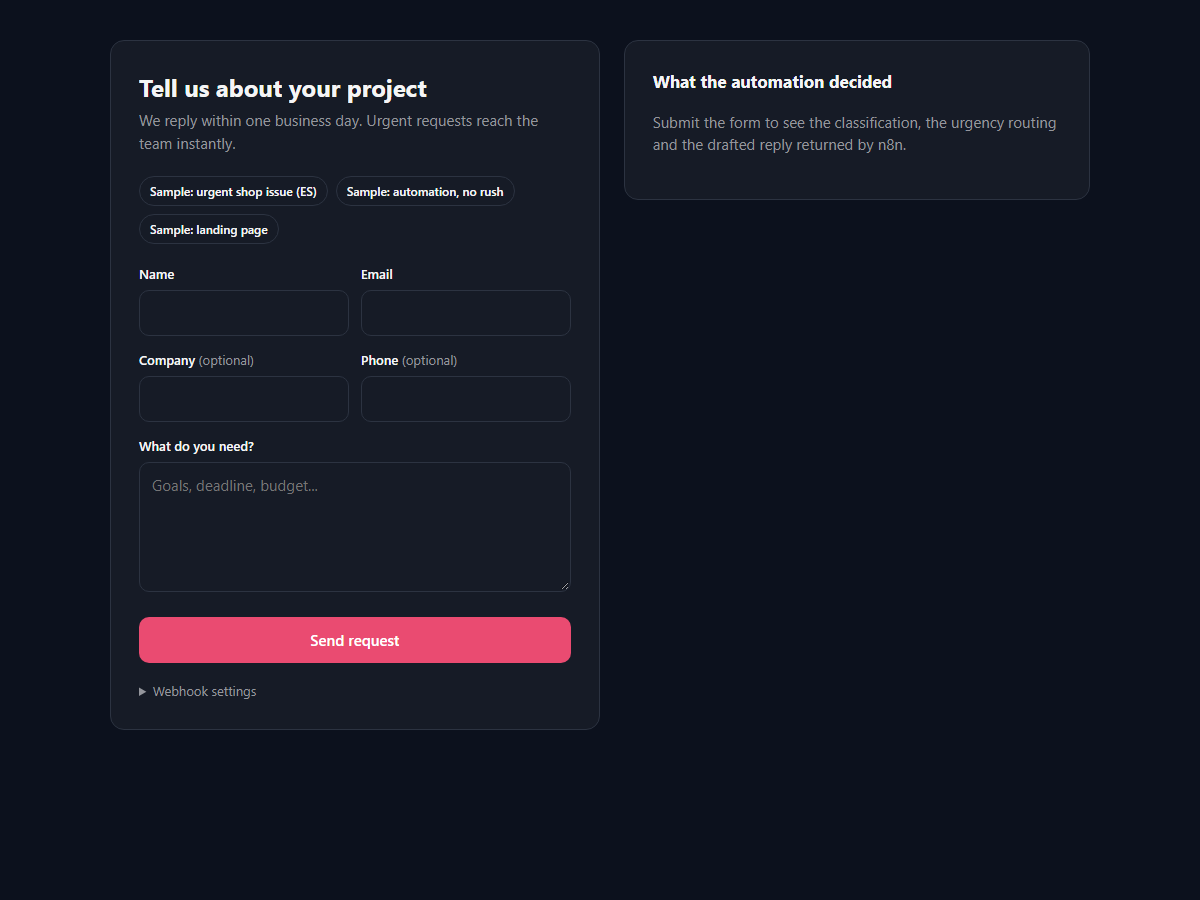 Tell us about your project
We reply within one business day. Urgent requests reach the
team instantly.
Sample: urgent shop issue (ES)
Sample: automation, no rush
Sample: landing page
Name
Email
Company (optional)
Phone (optional)
What do you need?
Goals, deadline, budget...
Send request
Webhook settings
What the automation decided
Submit the form to see the classification, the urgency routing
and the drafted reply returned by n8n.